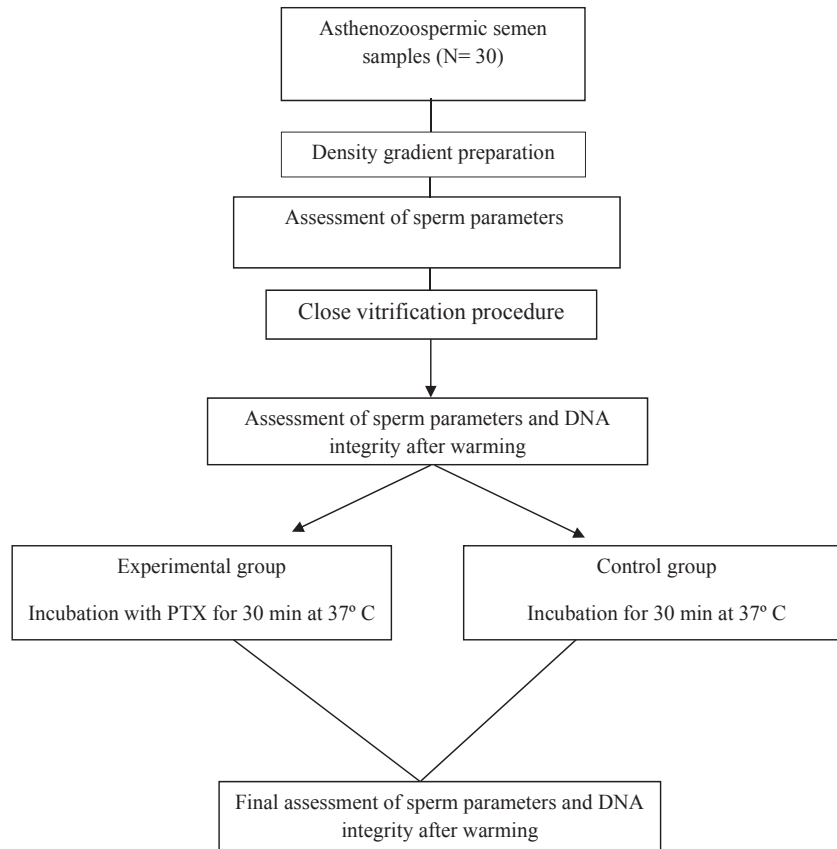 Asthenozoospermic semen
samples (N= 30)
Density gradient preparation
Assessment of sperm parameters
Close vitrification procedure
Assessment of sperm parameters and DNA
integrity after warming
Experimental group
Incubation with PTX for 30 min at 37º C
Control group
Incubation for 30 min at 37º C
Final assessment of sperm parameters and DNA
integrity after warming